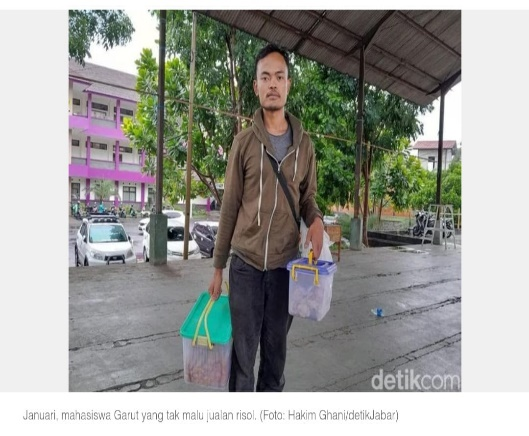 detikcom
Januari, mahasiswa Garut yang tak malu jualan risol. (Foto: Hakim Ghani/detikJabar)